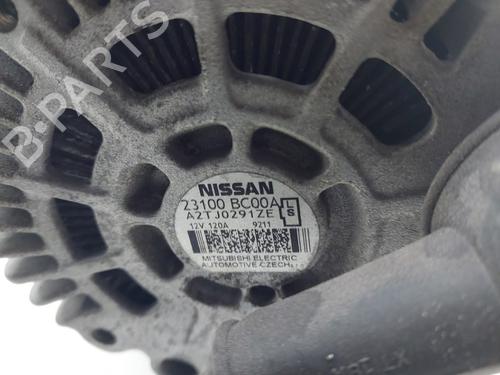 B-PARTS
NISSAN
23100 BC00A
A2TJ0291ZE
L
S
12V 120A 9211
MITSUBISHI ELECTRIC
AUTOMOTIVE CZECH